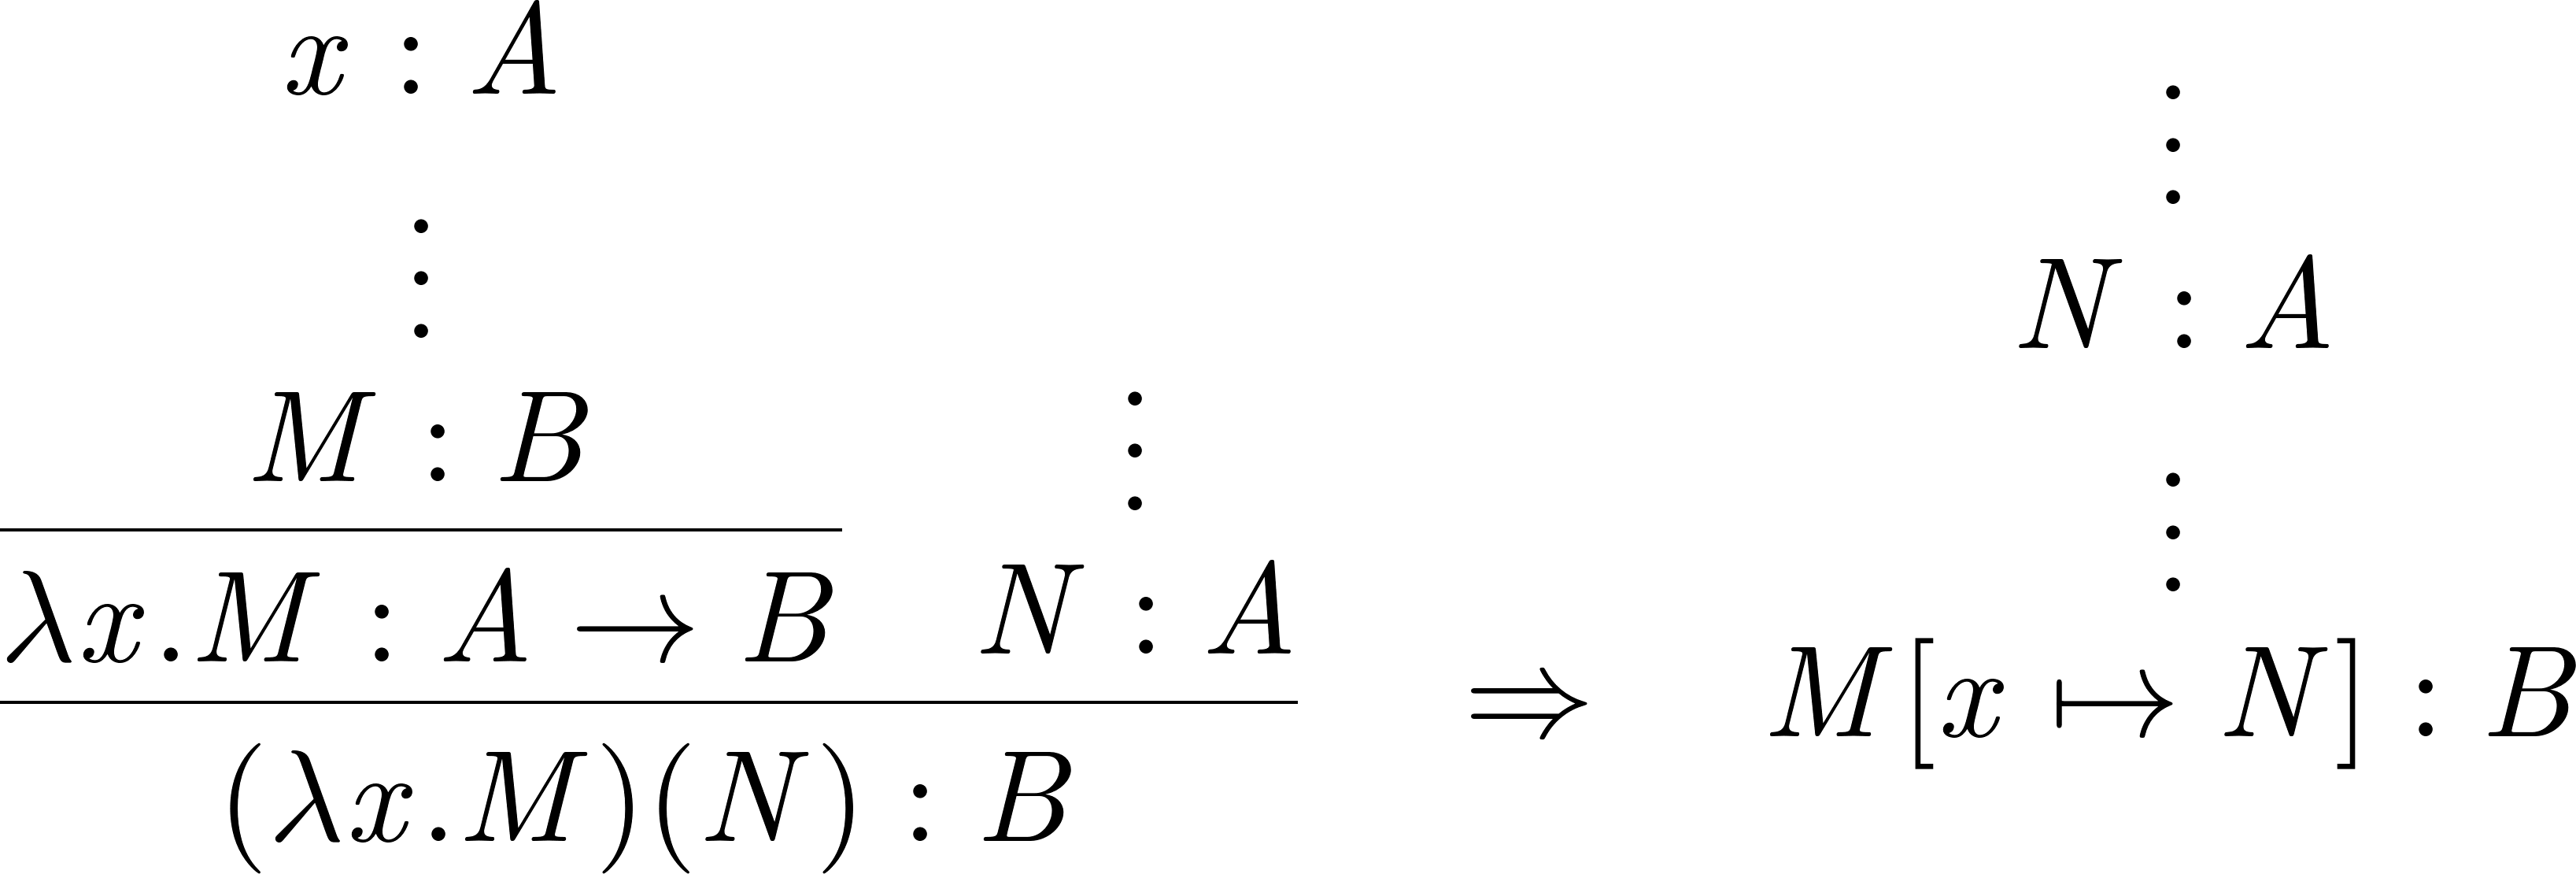 x : A
⋮
M : B
λx.M : A → B
⋮
N : A
(λx.M)(N) : B
⇒
⋮
N : A
⋮
M[x ↦ N] : B